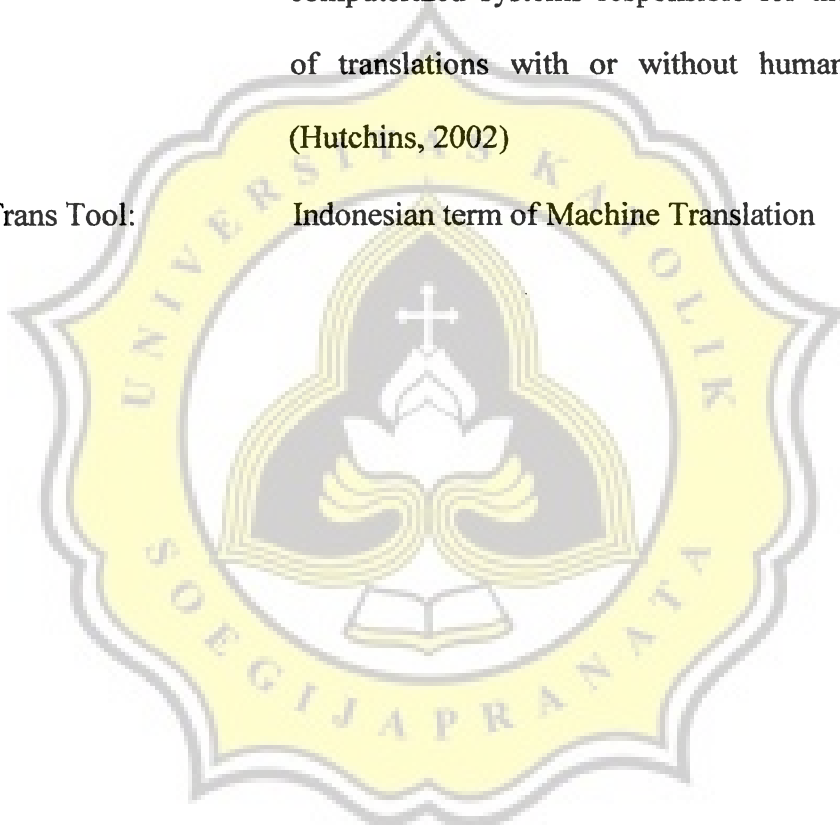 computerized systems responsible for
of translations with or without human
(Hutchins, 2002)
Trans Tool: Indonesian term of Machine Translation
UNIVERSITAS KATOLIK
SOEGIJAPRANATA